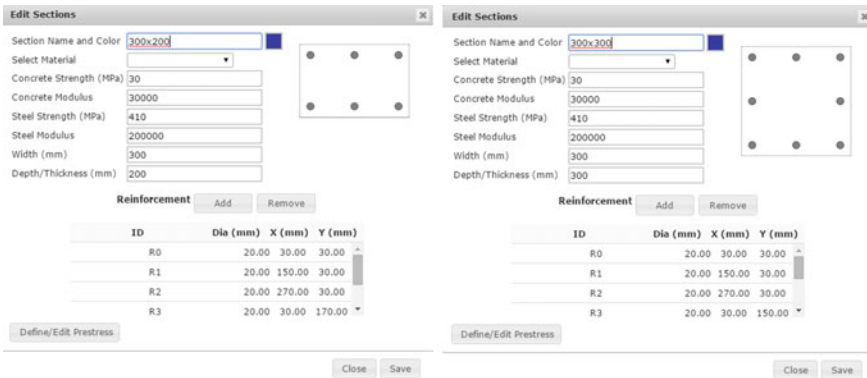 Edit Sections
Section Name and Color 300x200
Select Material
Concrete Strength (MPa) 30
Concrete Modulus 30000
Steel Strength (MPa) 410
Steel Modulus 200000
Width (mm) 300
Depth/Thickness (mm) 200
Reinforcement Add Remove
ID Dia (mm) X (mm) Y (mm)
R0 20.00 30.00 30.00
R1 20.00 150.00 30.00
R2 20.00 270.00 30.00
R3 20.00 30.00 170.00
Define/Edit Prestress
Close Save
Edit Sections
Section Name and Color 300x300
Select Material
Concrete Strength (MPa) 30
Concrete Modulus 30000
Steel Strength (MPa) 410
Steel Modulus 200000
Width (mm) 300
Depth/Thickness (mm) 300
Reinforcement Add Remove
ID Dia (mm) X (mm) Y (mm)
R0 20.00 30.00 30.00
R1 20.00 150.00 30.00
R2 20.00 270.00 30.00
R3 20.00 30.00 150.00
Define/Edit Prestress
Close Save